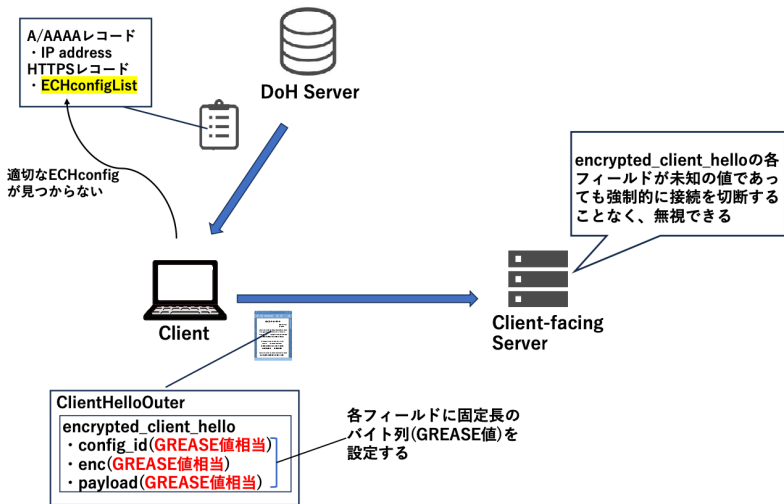 A/AAAAレコード
・IP address
HTTPSレコード
・ECHconfigList
DoH Server
適切なECHconfig
が見つからない
encrypted_client_helloの各
フィールドが未知の値であっ
ても強制的に接続を切断する
ことなく、無視できる
Client
Client-facing
Server
ClientHelloOuter
encrypted_client_hello
・config_id(GREASE値相当)
・enc(GREASE値相当)
・payload(GREASE値相当)
各フィールドに固定長の
バイト列(GREASE値)を
設定する